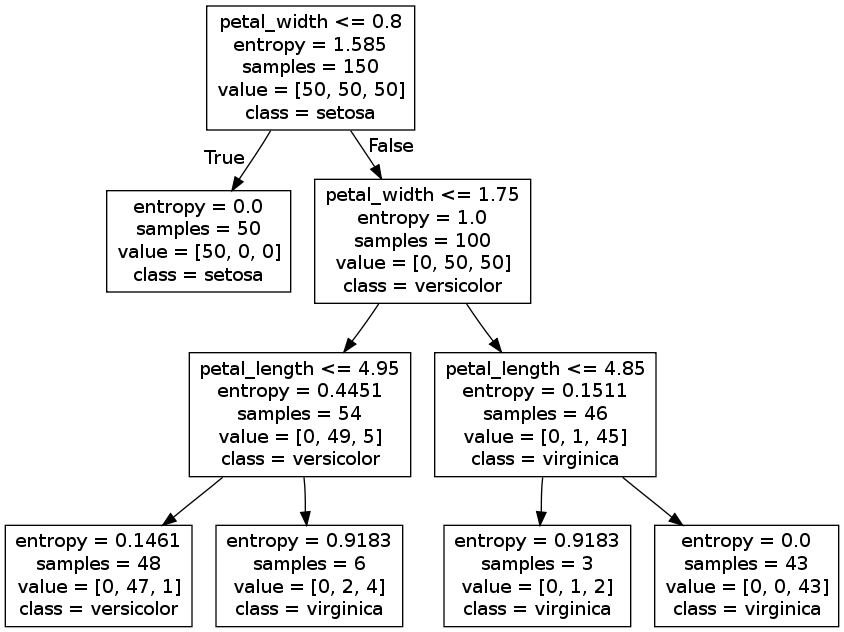 petal_width <= 0.8
entropy = 1.585
samples = 150
value = [50, 50, 50]
class = setosa
True
False
entropy = 0.0
samples = 50
value = [50, 0, 0]
class = setosa
petal_width <= 1.75
entropy = 1.0
samples = 100
value = [0, 50, 50]
class = versicolor
petal_length <= 4.95
entropy = 0.4451
samples = 54
value = [0, 49, 5]
class = versicolor
petal_length <= 4.85
entropy = 0.1511
samples = 46
value = [0, 1, 45]
class = virginica
entropy = 0.1461
samples = 48
value = [0, 47, 1]
class = versicolor
entropy = 0.9183
samples = 6
value = [0, 2, 4]
class = virginica
entropy = 0.9183
samples = 3
value = [0, 1, 2]
class = virginica
entropy = 0.0
samples = 43
value = [0, 0, 43]
class = virginica